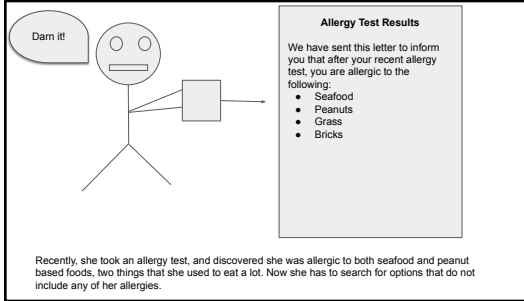 Darn it!
Allergy Test Results
We have sent this letter to inform
you that after your recent allergy
test, you are allergic to the
following:
● Seafood
● Peanuts
● Grass
● Bricks
Recently, she took an allergy test, and discovered she was allergic to both seafood and peanut
based foods, two things that she used to eat a lot. Now she has to search for options that do not
include any of her allergies.